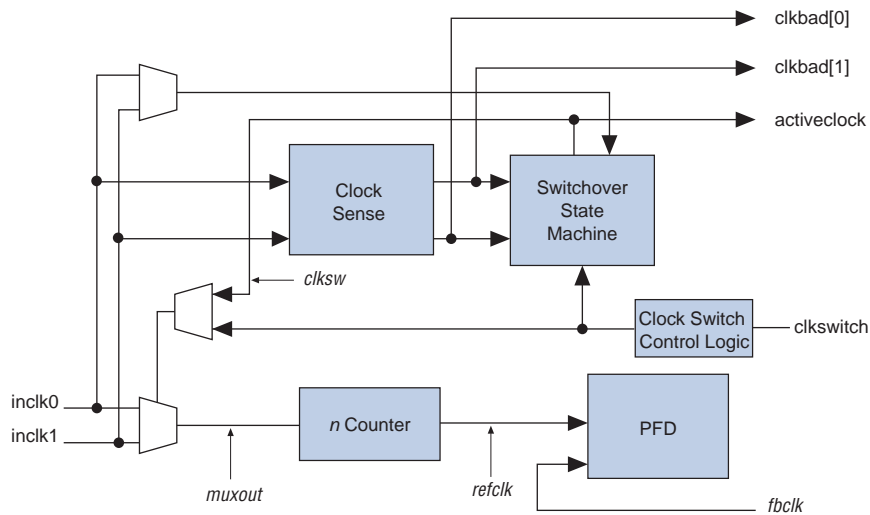 clkbad[0]
clkbad[1]
activeclock
Clock
Sense
Switchover
State
Machine
clksw
Clock Switch
Control Logic
clkswitch
inclk0
inclk1
n Counter
PFD
muxout
refclk
fbclk